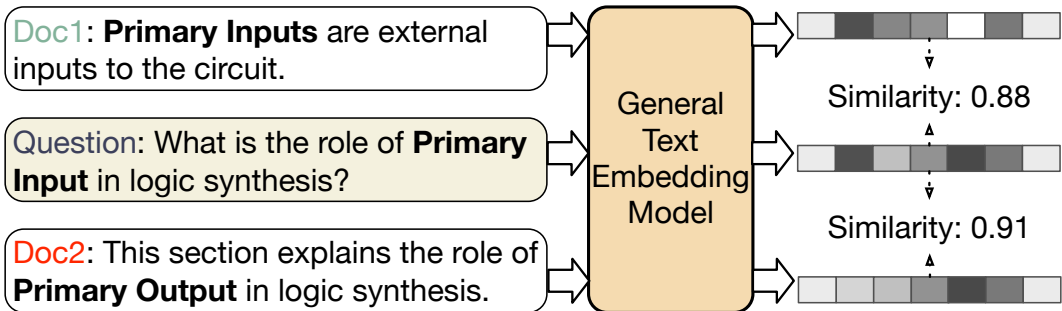 Doc1: Primary Inputs are external
inputs to the circuit.
Question: What is the role of Primary
Input in logic synthesis?
Doc2: This section explains the role of
Primary Output in logic synthesis.
General
Text
Embedding
Model
Similarity: 0.88
Similarity: 0.91